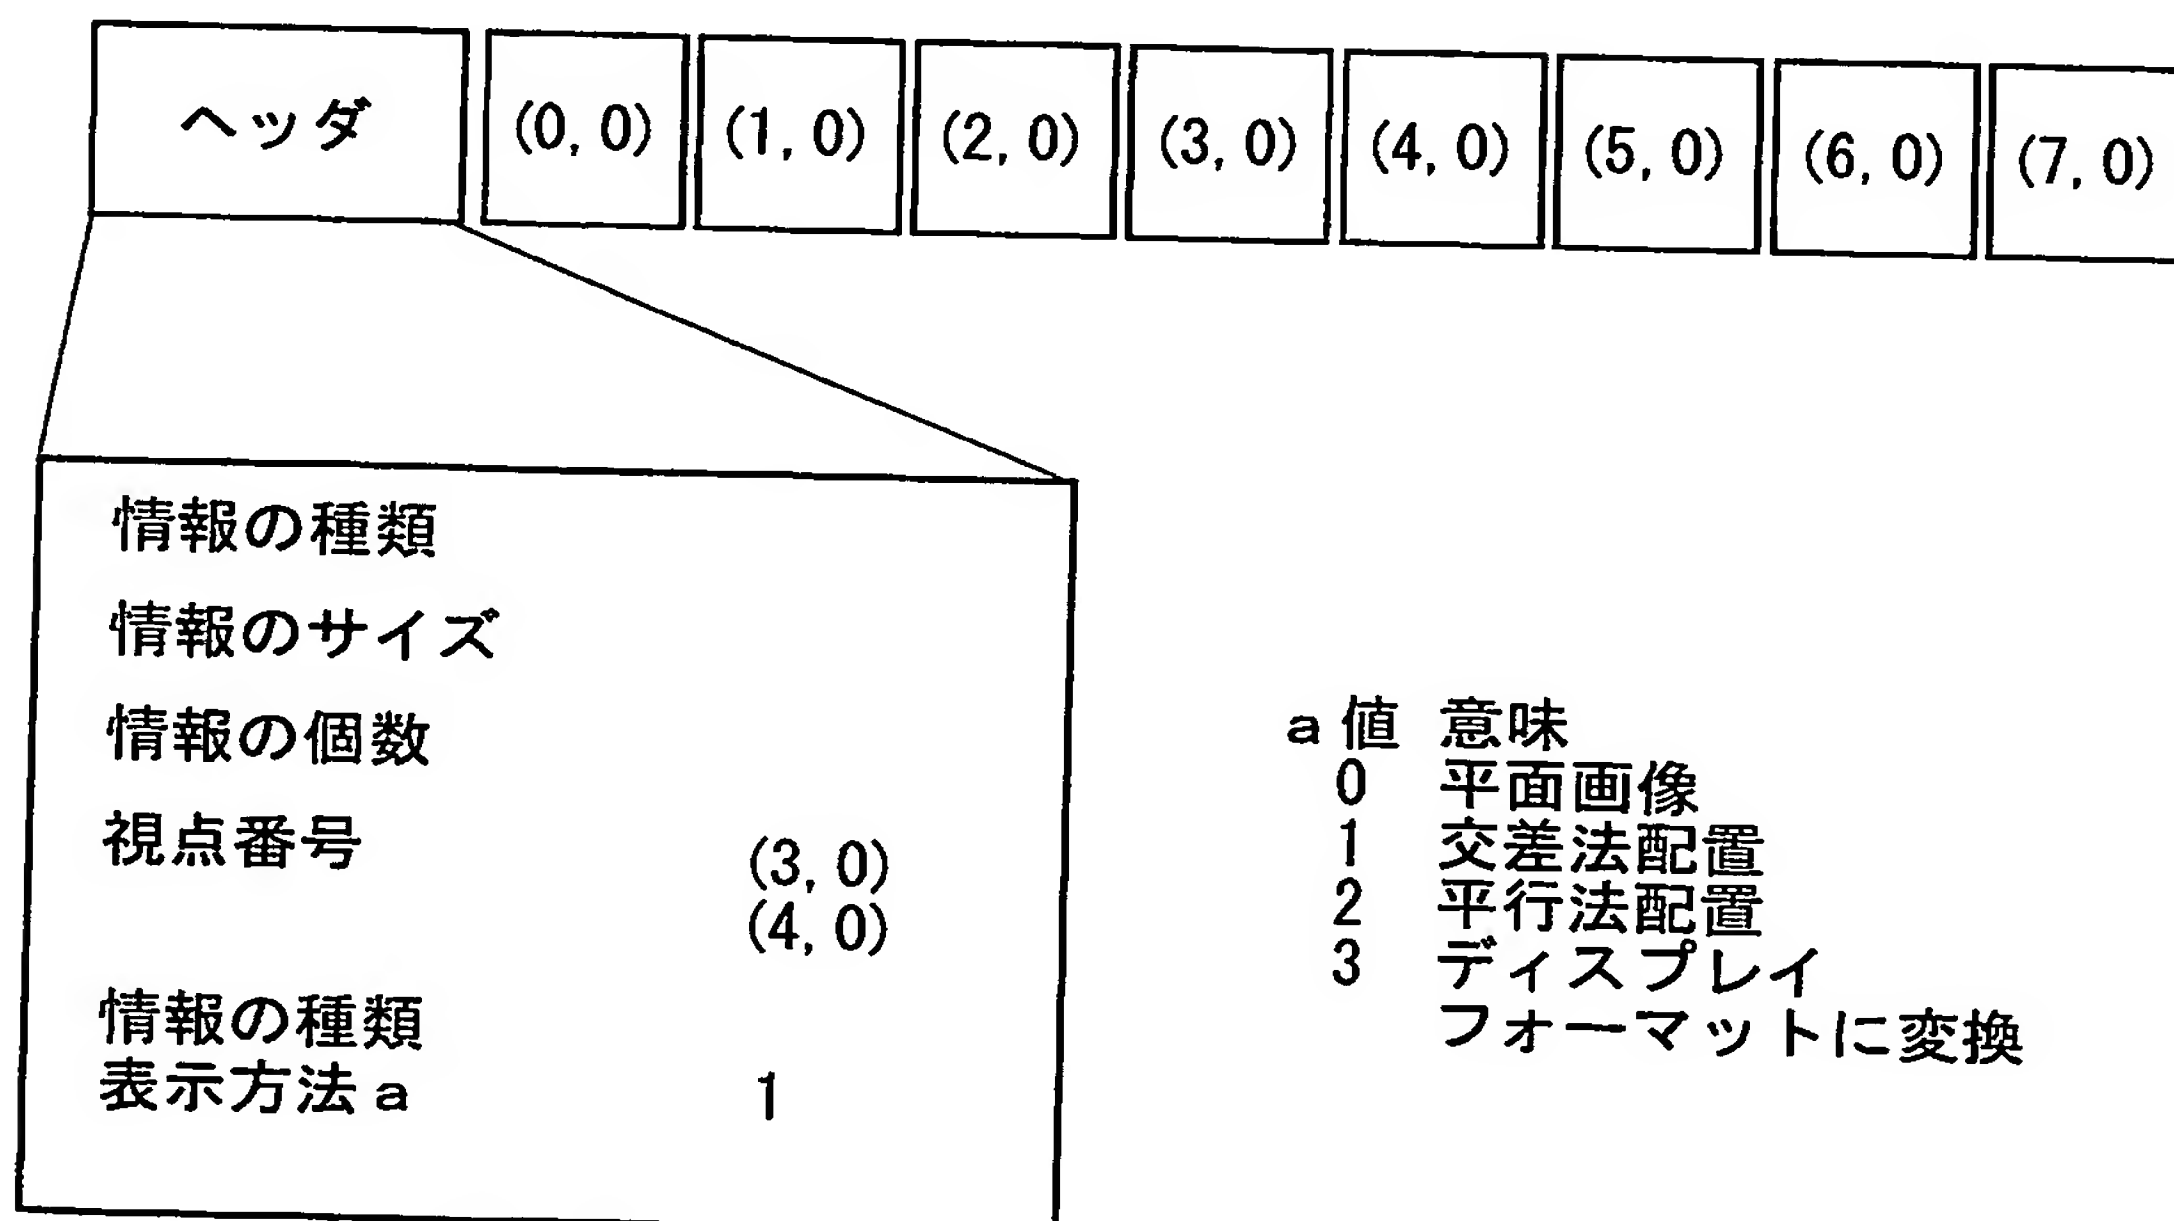 ヘッダ (0, 0) (1, 0) (2, 0) (3, 0) (4, 0) (5, 0) (6, 0) (7, 0)
情報の種類
情報のサイズ
情報の個数
視点番号 (3, 0)
(4, 0)
情報の種類
表示方法a 1
a値 意味
0 平面画像
1 交差法配置
2 平行法配置
3 ディスプレイ
フォーマットに変換